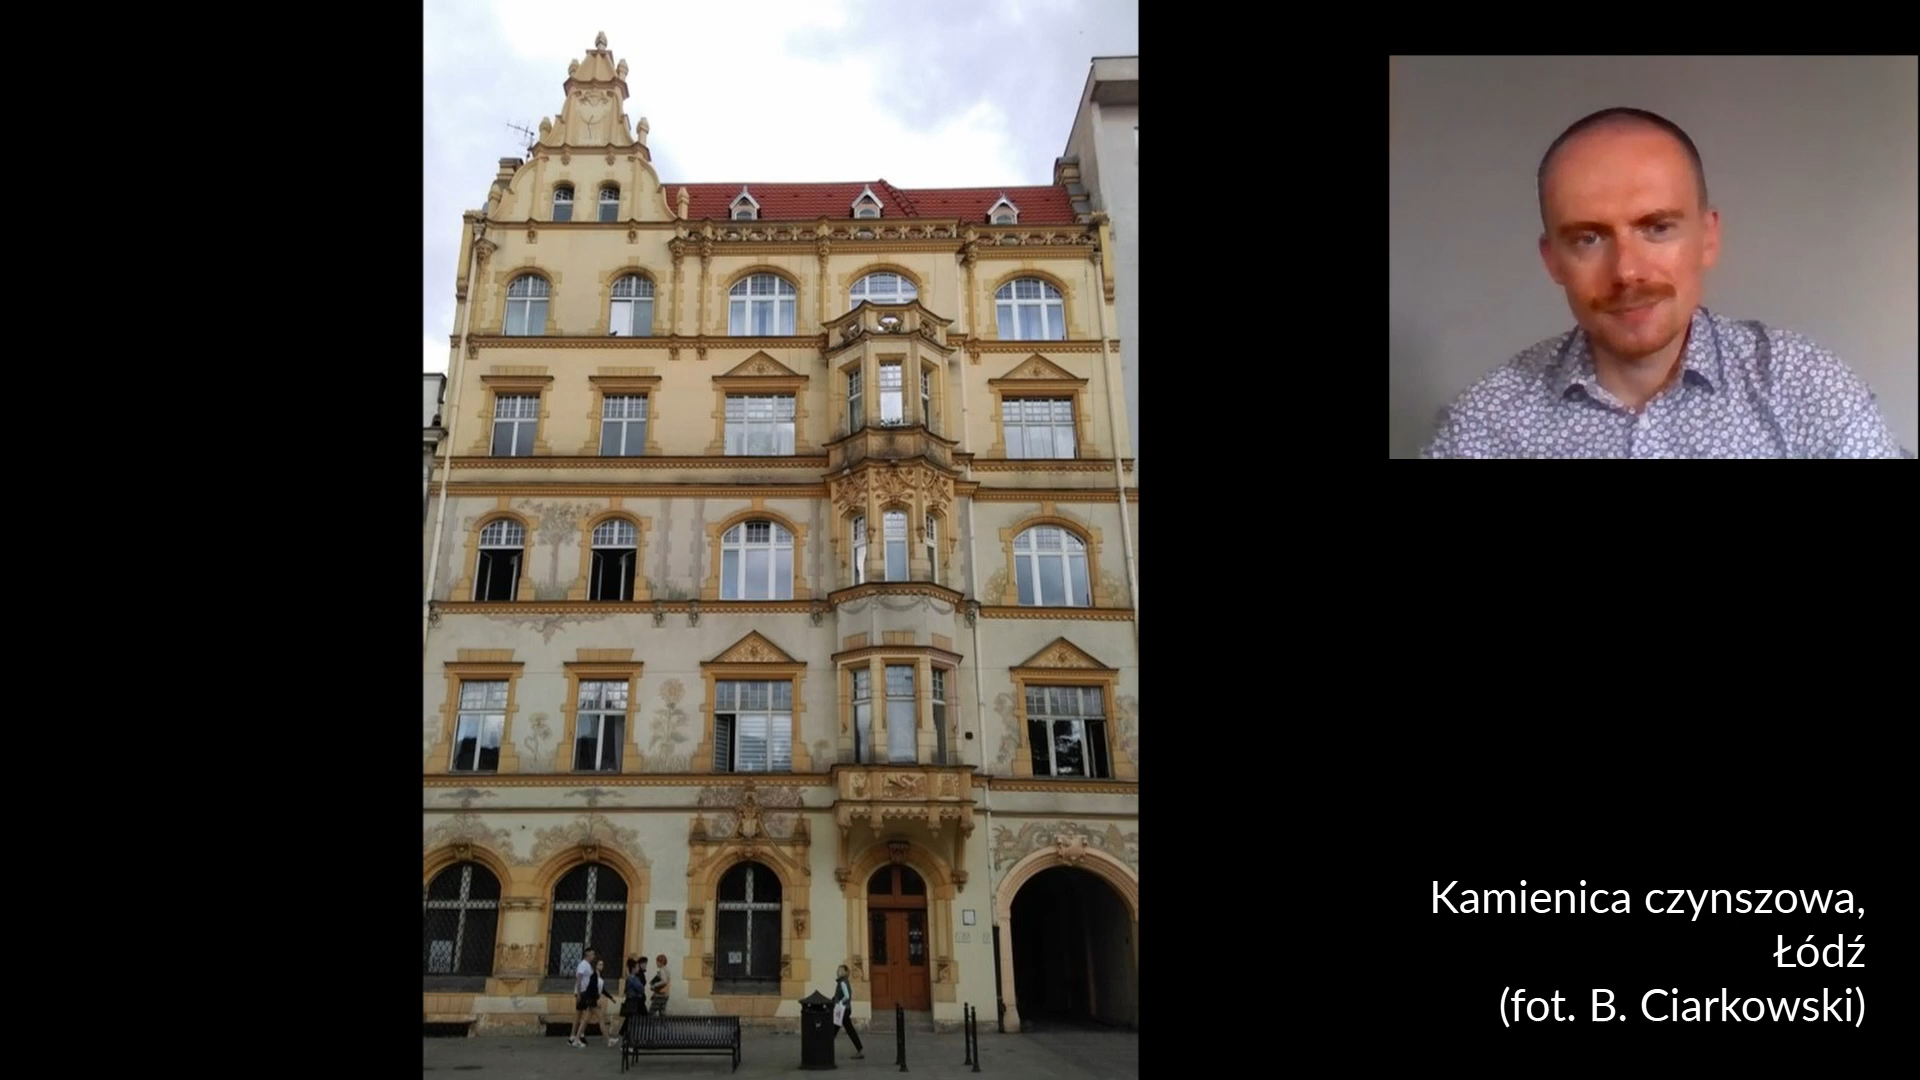 Kamienica czynszowa,
Łódź
(fot. B. Ciarkowski)